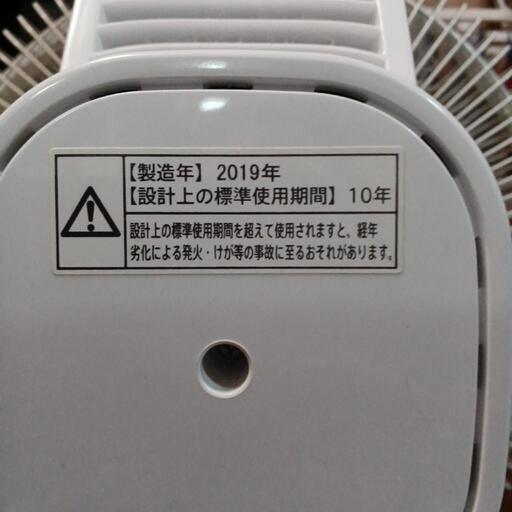 【製造年】 2019年
【設計上の標準使用期間】 10年
設計上の標準使用期間を超えて使用されますと、経年
劣化による発火・けが等の事故に至るおそれがあります。